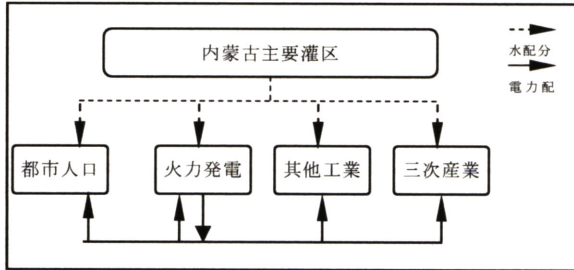 内蒙古主要灌区
水配分
電力配
都市人口
火力発電
其他工業
三次産業